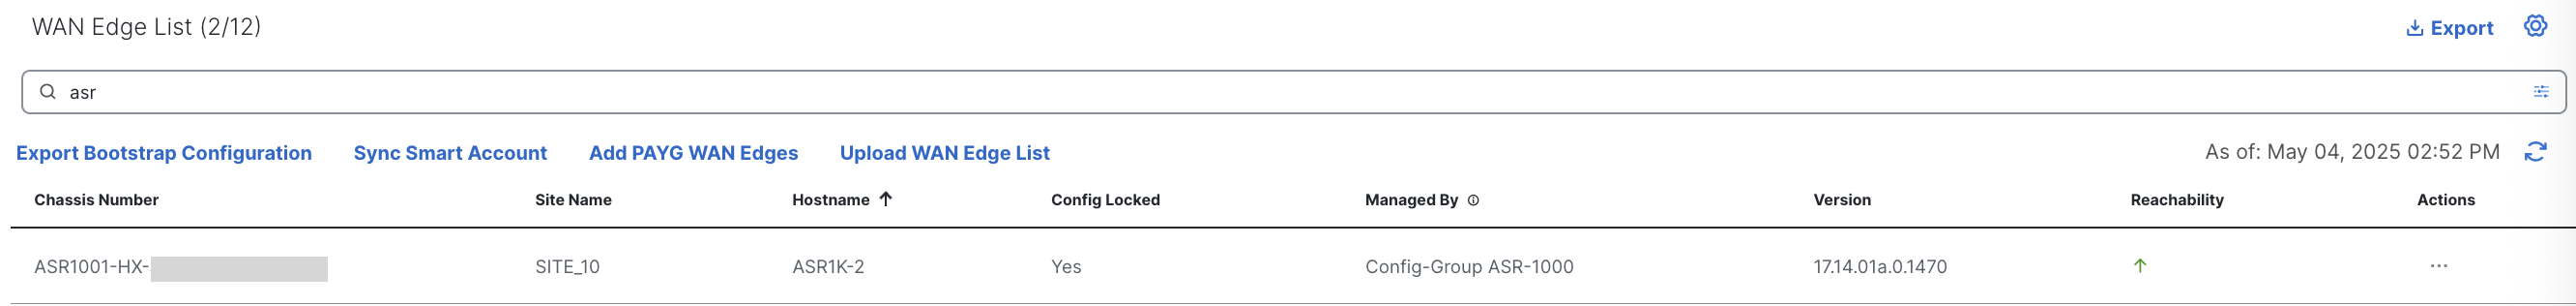 WAN Edge List (2/12)
Export
asr
Export Bootstrap Configuration Sync Smart Account Add PAYG WAN Edges Upload WAN Edge List As of: May 04, 2025 02:52 PM
Chassis Number Site Name Hostname Config Locked Managed By Version Reachability Actions
ASR1001-HX- SITE_10 ASR1K-2 Yes Config-Group ASR-1000 17.14.01a.0.1470